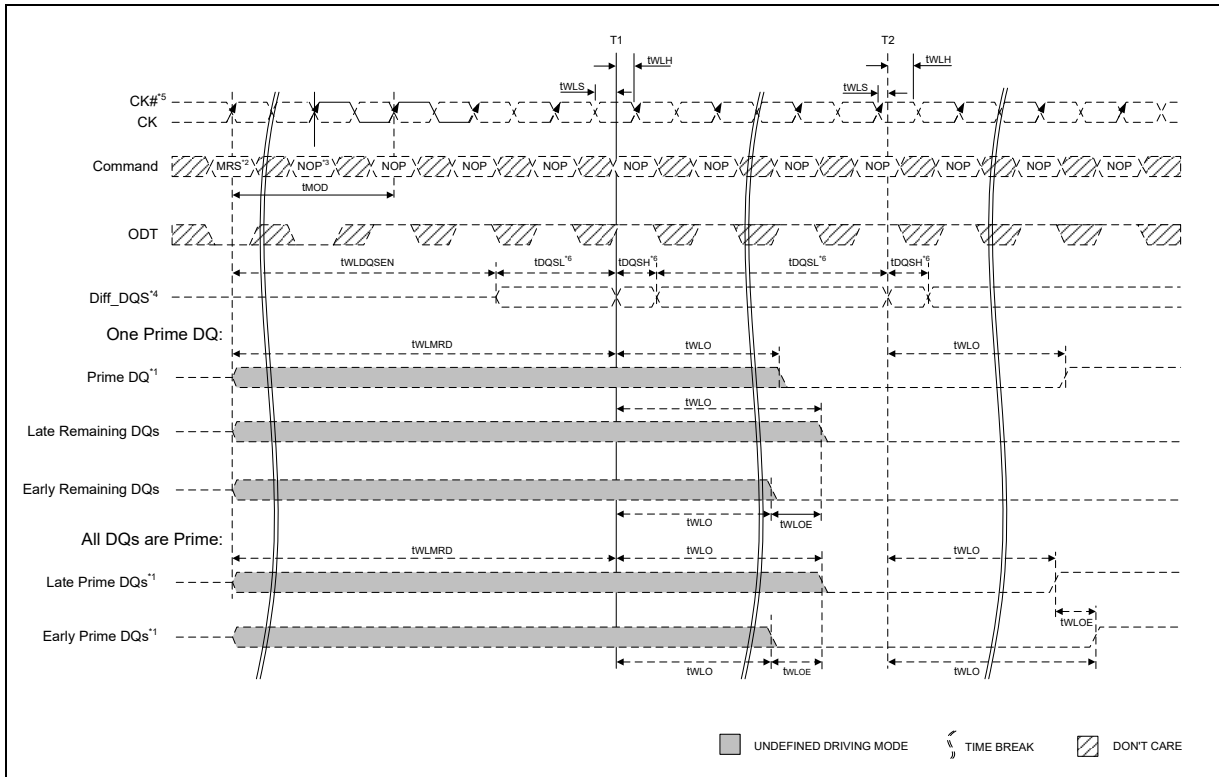 T1 T2
tWLH tWLH
tWLS tWLS
CK#*5
CK
Command MRS*2 NOP*3 NOP NOP NOP NOP NOP NOP NOP NOP NOP
tMOD
ODT
tWLDQSEN tDQSL*6 tDQSH*6 tDQSL*6 tDQSH*6
Diff_DQS*4
One Prime DQ:
tWLMRD tWLO tWLO
Prime DQ*1
tWLO
Late Remaining DQs
Early Remaining DQs
tWLO tWLOE
All DQs are Prime:
tWLMRD tWLO tWLO
Late Prime DQs*1
tWLOE
Early Prime DQs*1
tWLO tWLOE tWLO
UNDEFINED DRIVING MODE TIME BREAK DON'T CARE